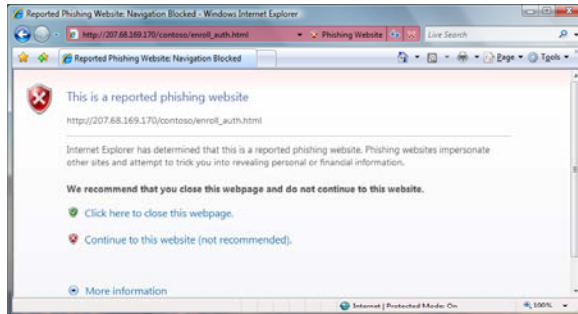 Reported Phishing Website: Navigation Blocked - Windows Internet Explorer
http://207.68.169.170/contoso/enroll_auth.html
Phishing Website
Live Search
Reported Phishing Website: Navigation Blocked
Page
Tools
This is a reported phishing website
http://207.68.169.170/contoso/enroll_auth.html
Internet Explorer has determined that this is a reported phishing website. Phishing websites impersonate
other sites and attempt to trick you into revealing personal or financial information.
We recommend that you close this webpage and do not continue to this website.
Click here to close this webpage.
Continue to this website (not recommended).
More information
Internet | Protected Mode: On
100%